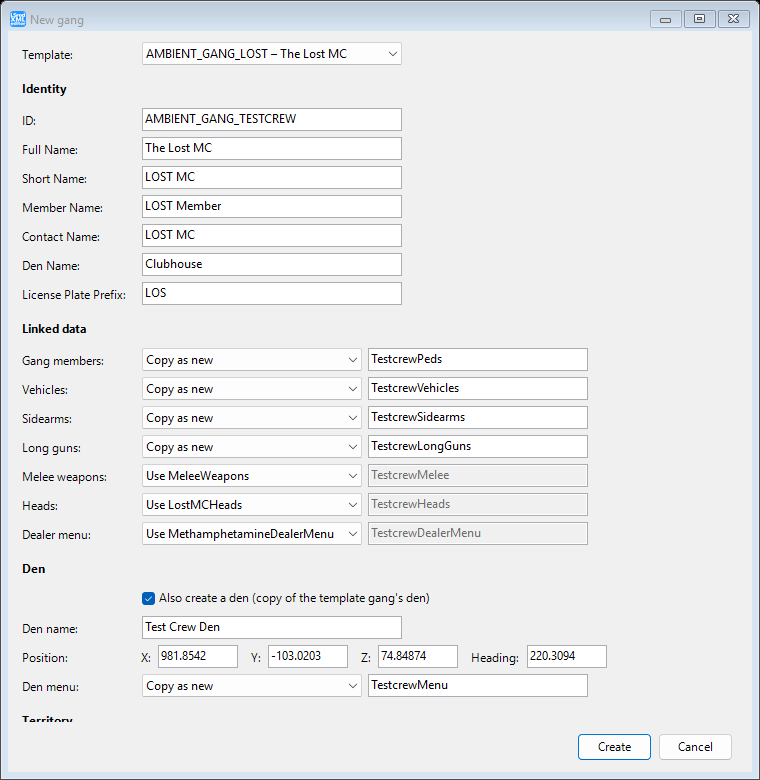 New gang
Template: AMBIENT_GANG_LOST – The Lost MC
Identity
ID: AMBIENT_GANG_TESTCREW
Full Name: The Lost MC
Short Name: LOST MC
Member Name: LOST Member
Contact Name: LOST MC
Den Name: Clubhouse
License Plate Prefix: LOS
Linked data
Gang members: Copy as new TestcrewPeds
Vehicles: Copy as new TestcrewVehicles
Sidearms: Copy as new TestcrewSidearms
Long guns: Copy as new TestcrewLongGuns
Melee weapons: Use MeleeWeapons TestcrewMelee
Heads: Use LostMCHeads TestcrewHeads
Dealer menu: Use MethamphetamineDealerMenu TestcrewDealerMenu
Den
Also create a den (copy of the template gang's den)
Den name: Test Crew Den
Position: X: 981.8542 Y: -103.0203 Z: 74.84874 Heading: 220.3094
Den menu: Copy as new TestcrewMenu
Territory
Create Cancel